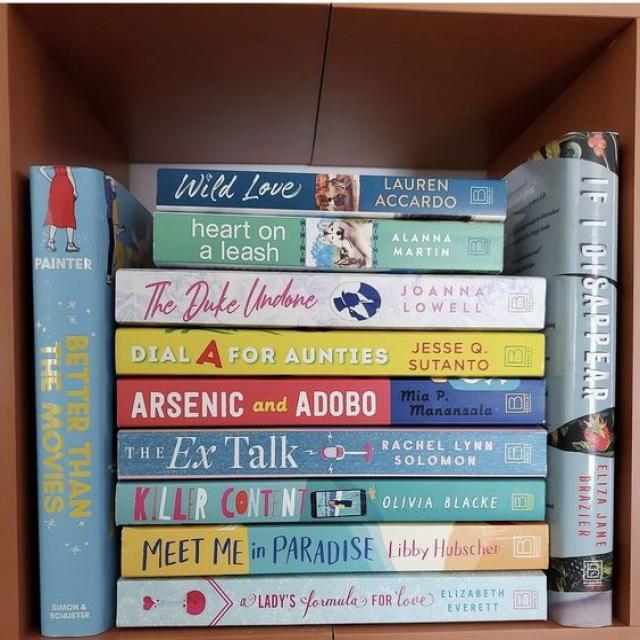 PAINTER
BETTER THAN
THE MOVIES
SIMON &
SCHUSTER
Wild Love
LAUREN
ACCARDO
heart on
a leash
ALANNA
MARTIN
The Duke Undone
JOANNA
LOWELL
DIAL A FOR AUNTIES
JESSE Q.
SUTANTO
ARSENIC and ADOBO
Mia P.
Manansala
THE Ex Talk
RACHEL LYNN
SOLOMON
KILLER CONTENT
OLIVIA BLACKE
MEET ME in PARADISE
Libby Hubscher
a LADY'S formula FOR love
ELIZABETH
EVERETT
IF I DISAPPEAR
ELIZA JANE
BRAZIER